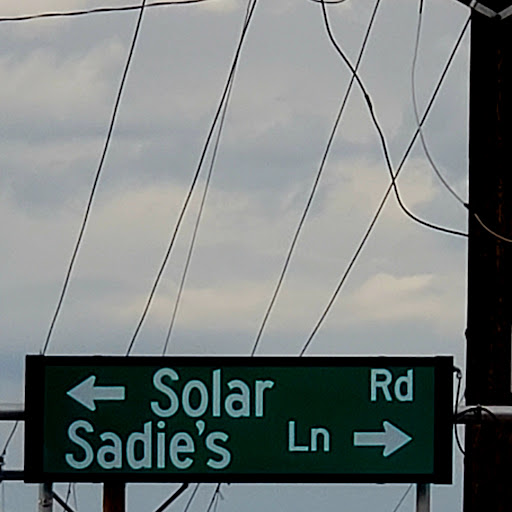 ← Solar Rd
Sadie's Ln →